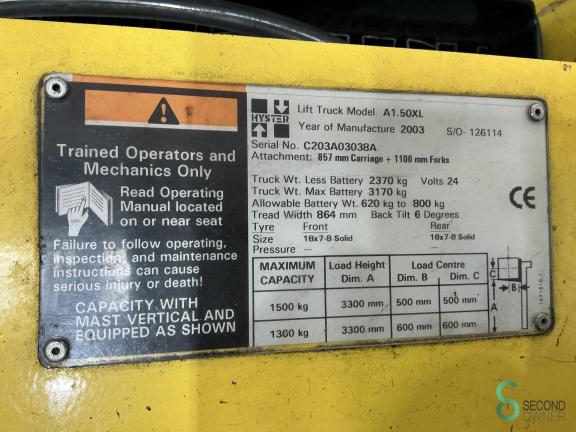 Trained Operators and
Mechanics Only
Read Operating
Manual located
on or near seat
Failure to follow operating,
inspection, and maintenance
instructions can cause
serious injury or death!
CAPACITY WITH
MAST VERTICAL AND
EQUIPPED AS SHOWN
HYSTER
Lift Truck Model A1.50XL
Year of Manufacture 2003 S/O- 126114
Serial No. C203A03038A
Attachment: 857 mm Carriage + 1100 mm Forks
Truck Wt. Less Battery 2370 kg Volts 24
Truck Wt. Max Battery 3170 kg
Allowable Battery Wt. 620 kg to 800 kg
Tread Width 864 mm Back Tilt 6 Degrees
Tyre Front Rear
Size 18x7-8 Solid 18x7-8 Solid
Pressure --- ---
CE
MAXIMUM CAPACITY Load Height Dim. A Load Centre Dim. B Dim. C
1500 kg 3300 mm 500 mm 500 mm
1360 kg 3300 mm 600 mm 600 mm
C
B
A
SECOND
OWNER